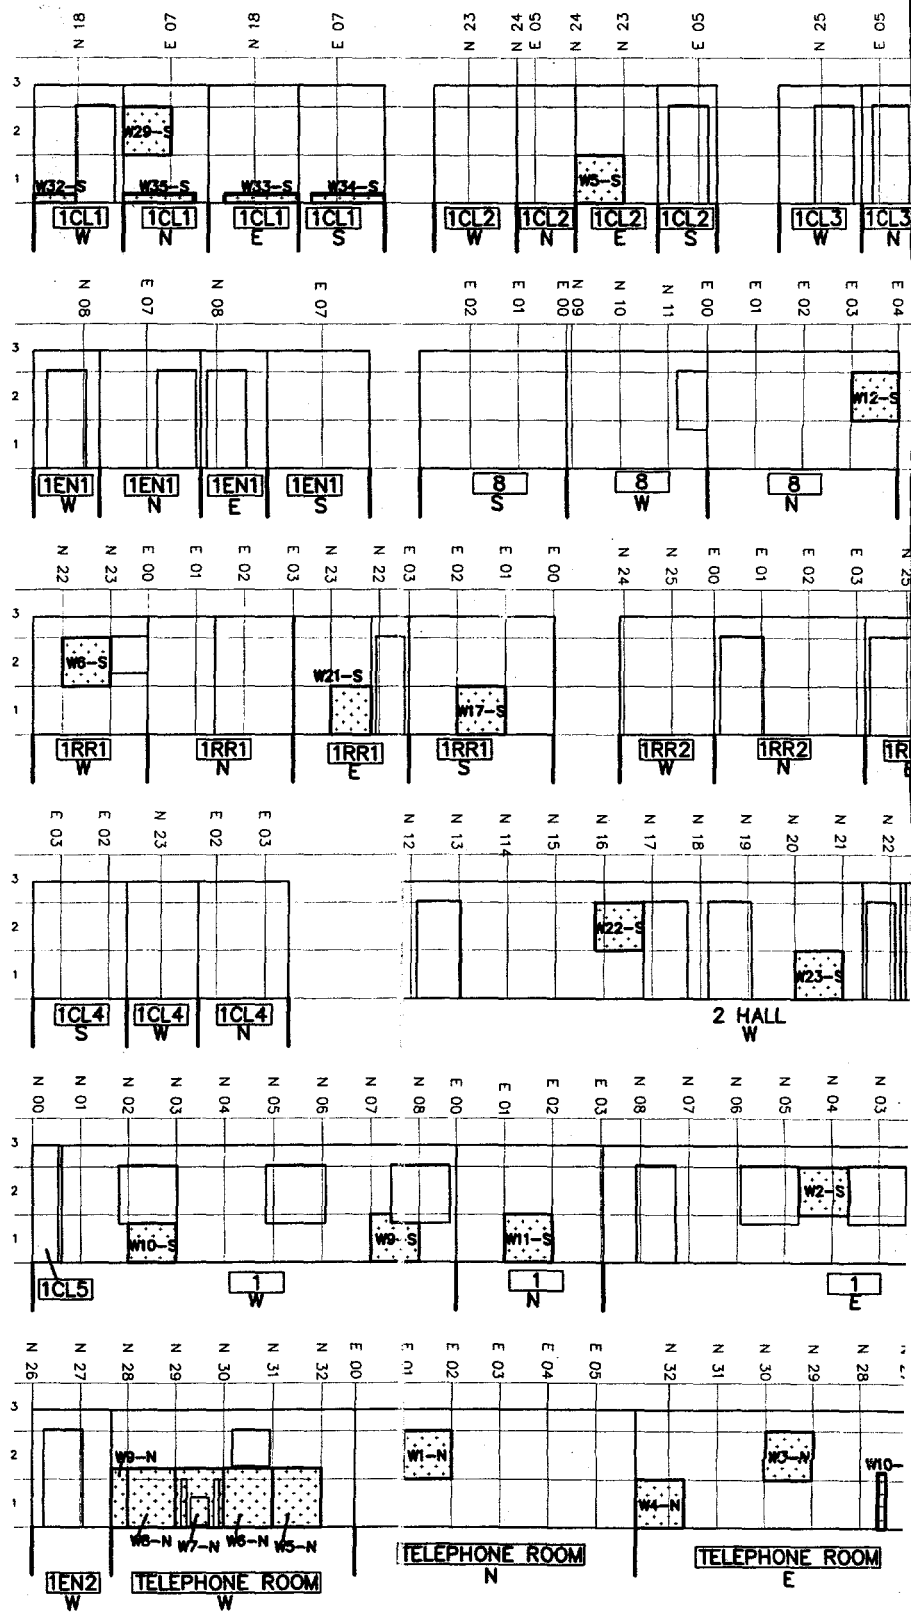 N 18 E 07 N 18 E 07 N 23 N 24 E 05 N 24 N 23 E 05 N 25 E 05
3
2
1
W29-S
W32-S W35-S W33-S W34-S W5-S
1CL1 1CL1 1CL1 1CL1 1CL2 1CL2 1CL2 1CL2 1CL3 1CL3
W N E S W N E S W N
N 08 E 07 N 08 E 07 E 02 E 01 E 00 N 09 N 10 N 11 E 00 E 01 E 02 E 03 E 04
3
2
1
W12-S
1EN1 1EN1 1EN1 1EN1 8 8 8
W N E S S W N
N 22 N 23 E 00 E 01 E 02 E 03 N 23 N 22 E 03 E 02 E 01 E 00 N 24 N 25 E 00 E 01 E 02 E 03 N 25
3
2
1
W6-S W21-S W17-S
1RR1 1RR1 1RR1 1RR1 1RR2 1RR2 1R
W N E S W N
E 03 E 02 N 23 E 02 E 03 N 12 N 13 N 114 N 15 N 16 N 17 N 18 N 19 N 20 N 21 N 22
3
2
1
W22-S W23-S
1CL4 1CL4 1CL4 2 HALL
S W N W
N 00 N 01 N 02 N 03 N 04 N 05 N 06 N 07 N 08 E 00 E 01 E 02 E 03 N 08 N 07 N 06 N 05 N 04 N 03
3
2
1
W10-S W9-S W11-S W2-S
1CL5 1 1 1
W N E
N 26 N 27 N 28 N 29 N 30 N 31 N 32 E 00 E 01 E 02 E 03 E 04 E 05 N 32 N 31 N 30 N 29 N 28 N
3
2
1
W9-N W1-N W3-N W10-
W4-N
W8-N W7-N W6-N W5-N
1EN2 TELEPHONE ROOM TELEPHONE ROOM TELEPHONE ROOM
W W N E